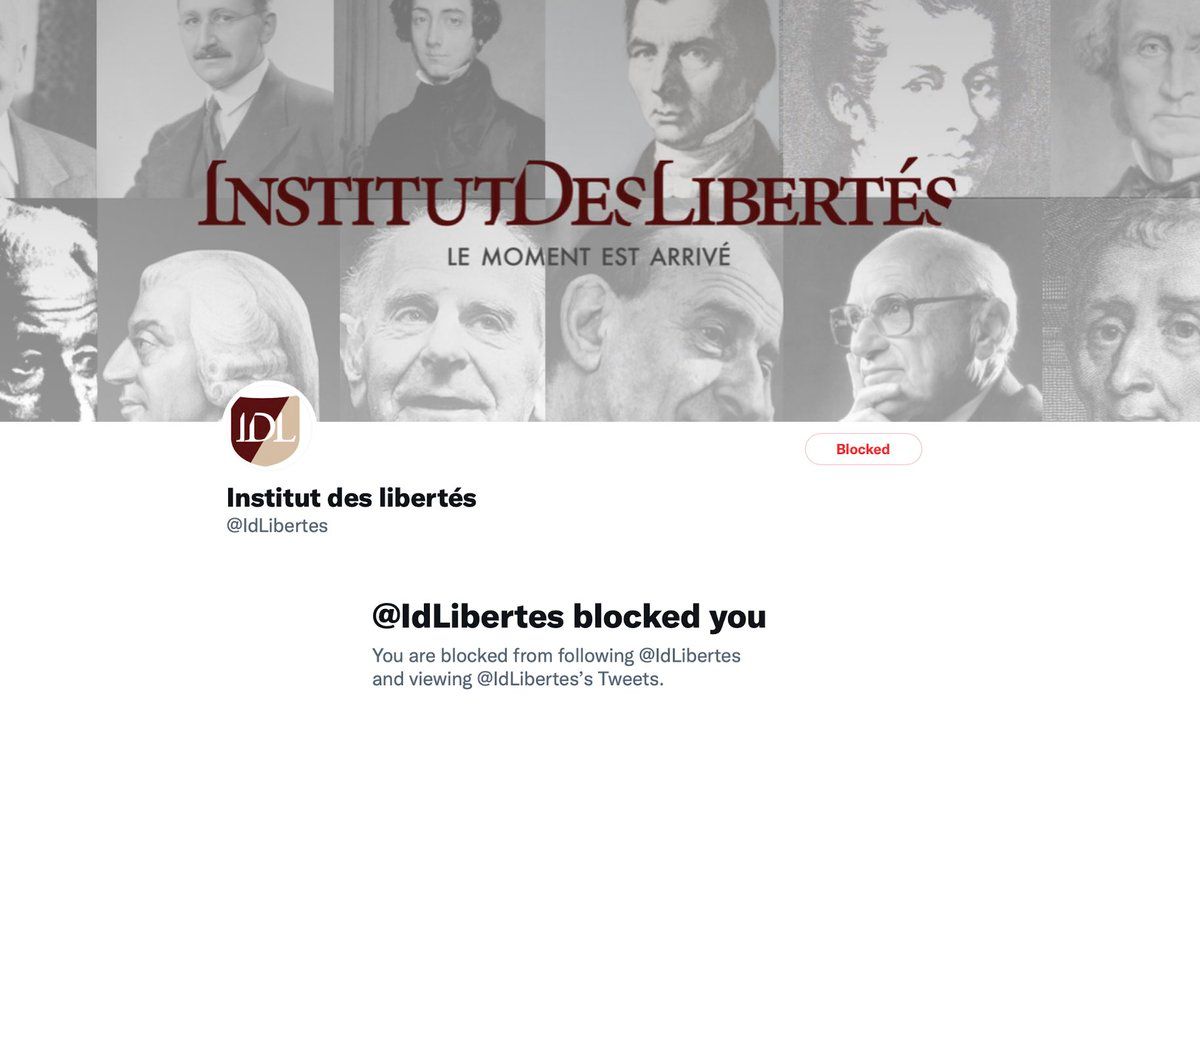 INSTITUTDESLIBERTÉS
LE MOMENT EST ARRIVÉ
IDL
Blocked
Institut des libertés
@IdLibertes
@IdLibertes blocked you
You are blocked from following @IdLibertes
and viewing @IdLibertes’s Tweets.